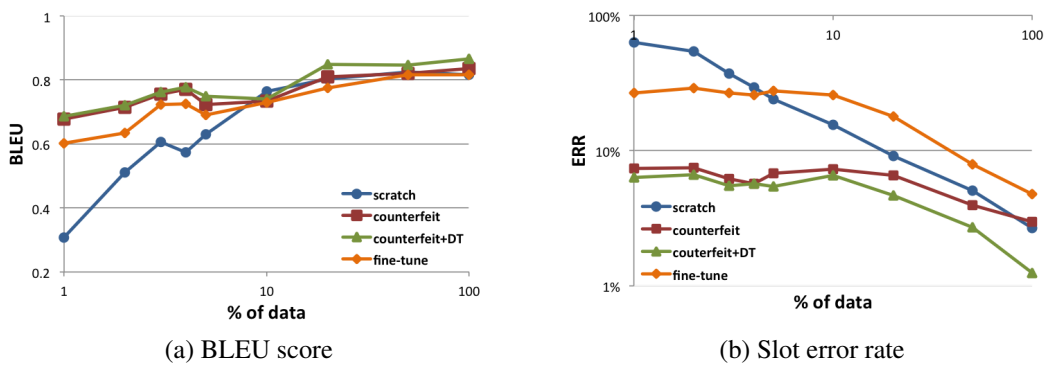 1
0.8
0.6
0.4
0.2
BLEU
1
10
100
% of data
scratch
counterfeit
counterfeit+DT
fine-tune
(a) BLEU score
100%
10%
1%
ERR
1
10
100
scratch
counterfeit
couterfeit+DT
fine-tune
% of data
(b) Slot error rate